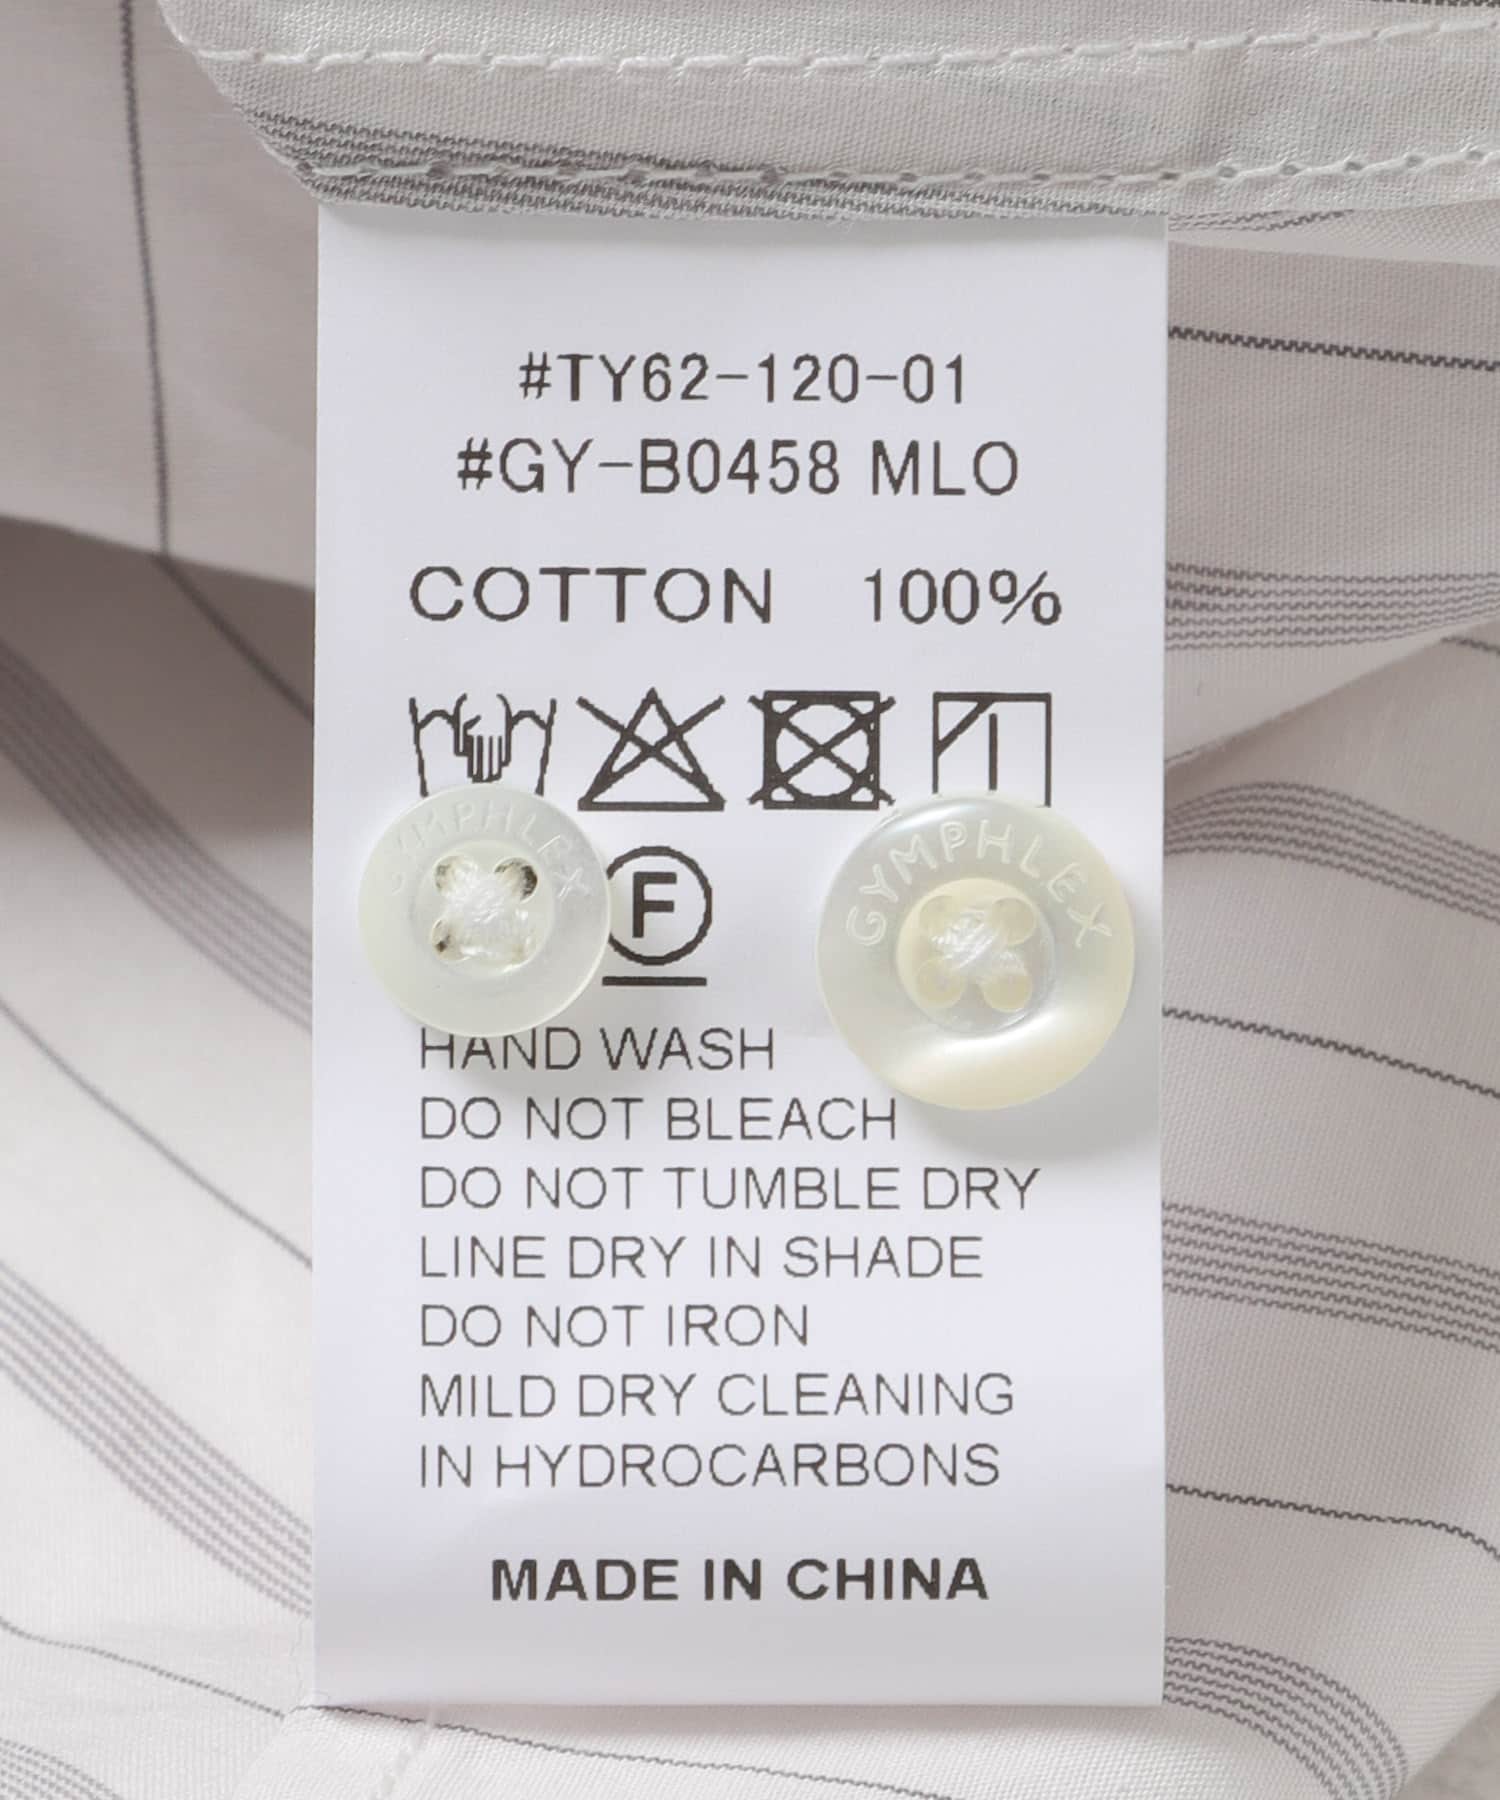 #TY62-120-01
#GY-B0458 MLO
COTTON 100%
GYMPHLEX
GYMPHLEX
F
HAND WASH
DO NOT BLEACH
DO NOT TUMBLE DRY
LINE DRY IN SHADE
DO NOT IRON
MILD DRY CLEANING
IN HYDROCARBONS
MADE IN CHINA